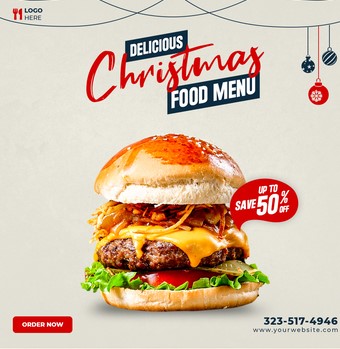 LOGO
HERE
DELICIOUS
Christmas
FOOD MENU
UP TO
SAVE 50% OFF
323-517-4946
www.yourwebsite.com
ORDER NOW